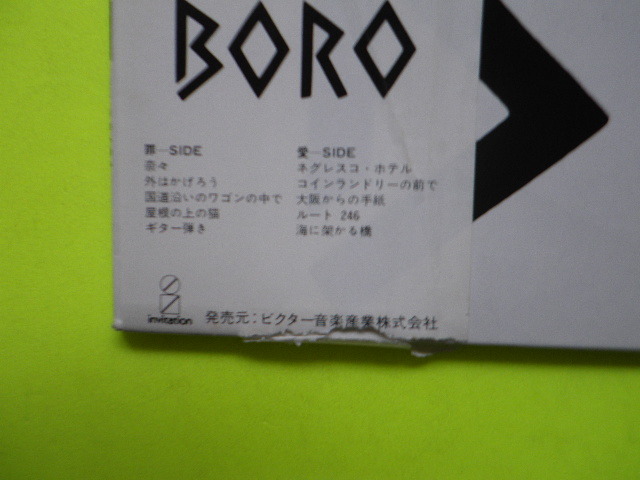 BORO
罪—SIDE
奈々
外はかげろう
国道沿いのワゴンの中で
屋根の上の猫
ギター弾き
愛—SIDE
ネグレスコ・ホテル
コインランドリーの前で
大阪からの手紙
ルート 246
海に架かる橋
invitation
発売元:ビクター音楽産業株式会社